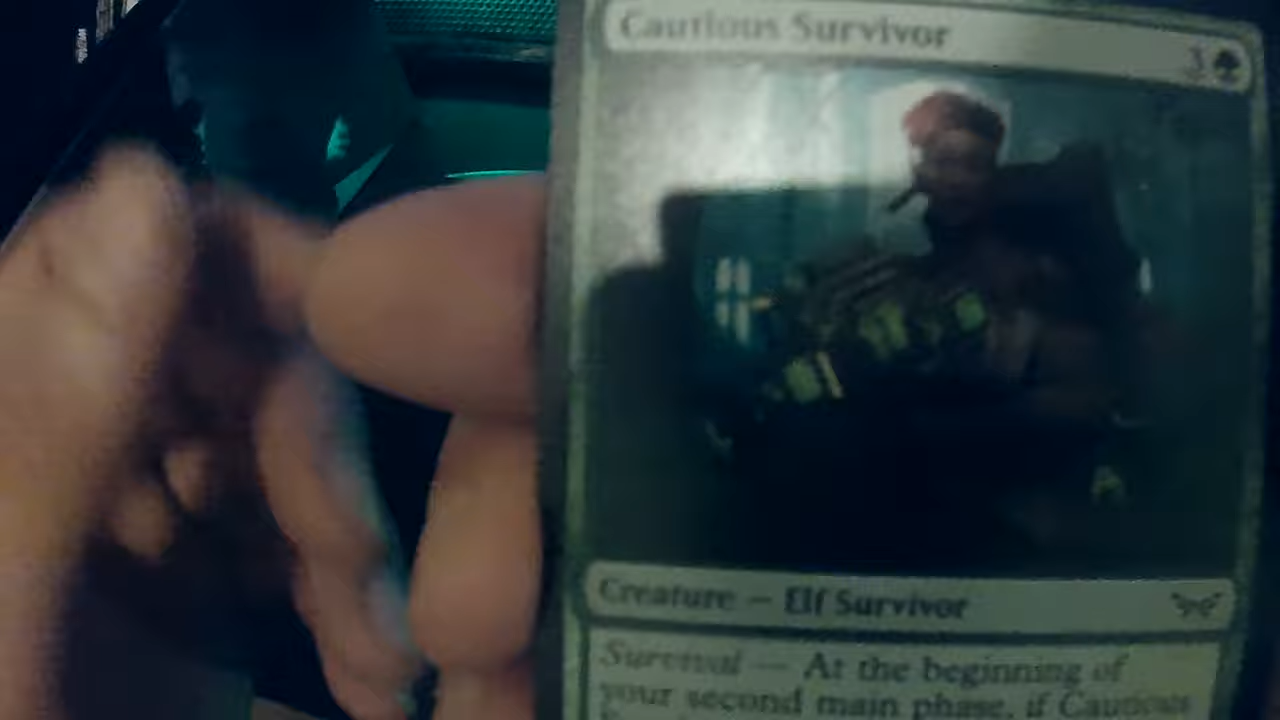 Cautious Survivor
3
Creature — Elf Survivor
Survival — At the beginning of
your second main phase, if Cautious